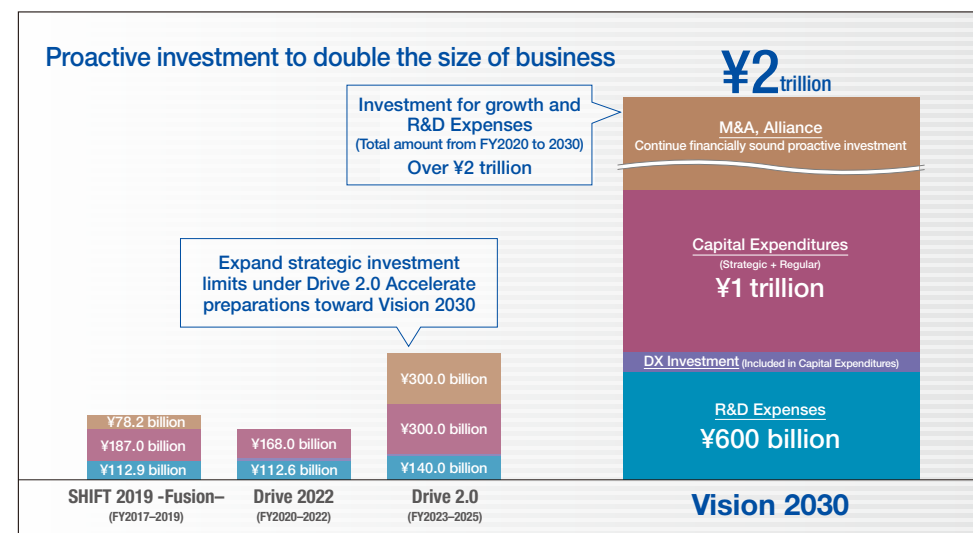 Proactive investment to double the size of business
¥2 trillion
Investment for growth and
R&D Expenses
(Total amount from FY2020 to 2030)
Over ¥2 trillion
M&A, Alliance
Continue financially sound proactive investment
Capital Expenditures
(Strategic + Regular)
¥1 trillion
Expand strategic investment
limits under Drive 2.0 Accelerate
preparations toward Vision 2030
DX Investment (Included in Capital Expenditures)
R&D Expenses
¥600 billion
¥78.2 billion
¥187.0 billion
¥112.9 billion
¥168.0 billion
¥112.6 billion
¥300.0 billion
¥300.0 billion
¥140.0 billion
SHIFT 2019 -Fusion–
(FY2017–2019)
Drive 2022
(FY2020–2022)
Drive 2.0
(FY2023–2025)
Vision 2030